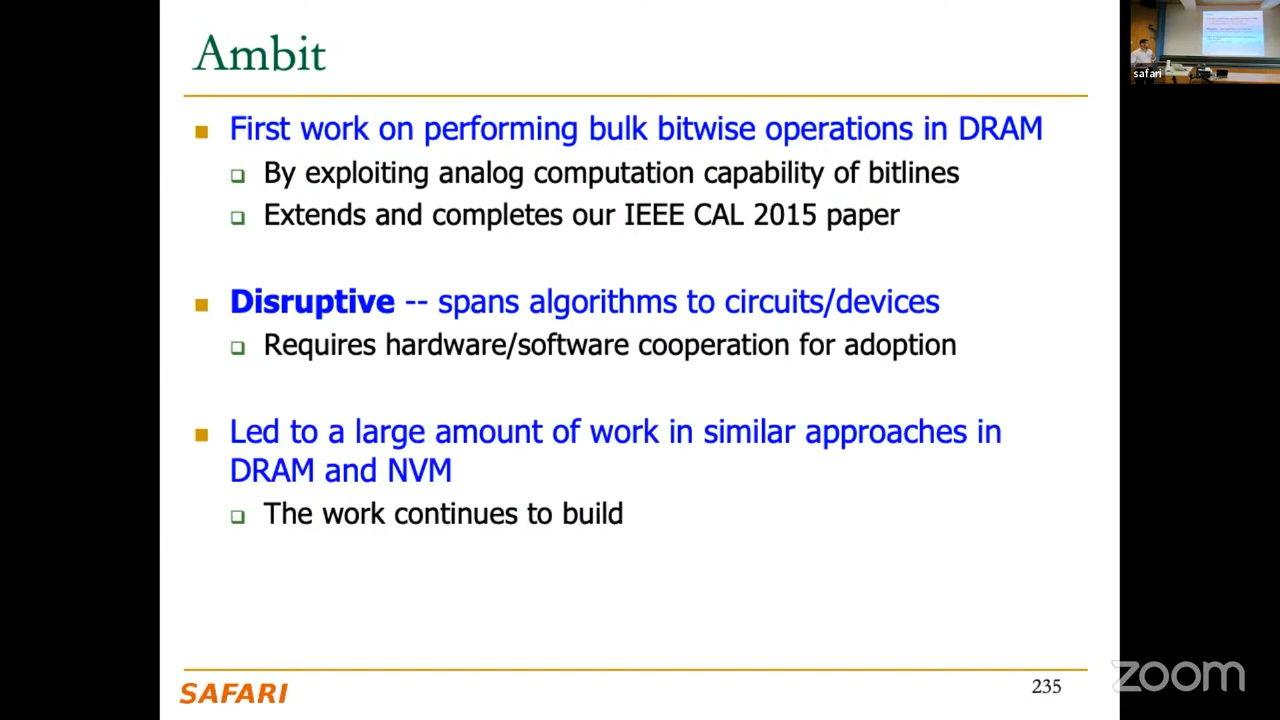 Ambit
First work on performing bulk bitwise operations in DRAM
By exploiting analog computation capability of bitlines
Extends and completes our IEEE CAL 2015 paper
Disruptive -- spans algorithms to circuits/devices
Requires hardware/software cooperation for adoption
Led to a large amount of work in similar approaches in
DRAM and NVM
The work continues to build
SAFARI
235
safari
zoom